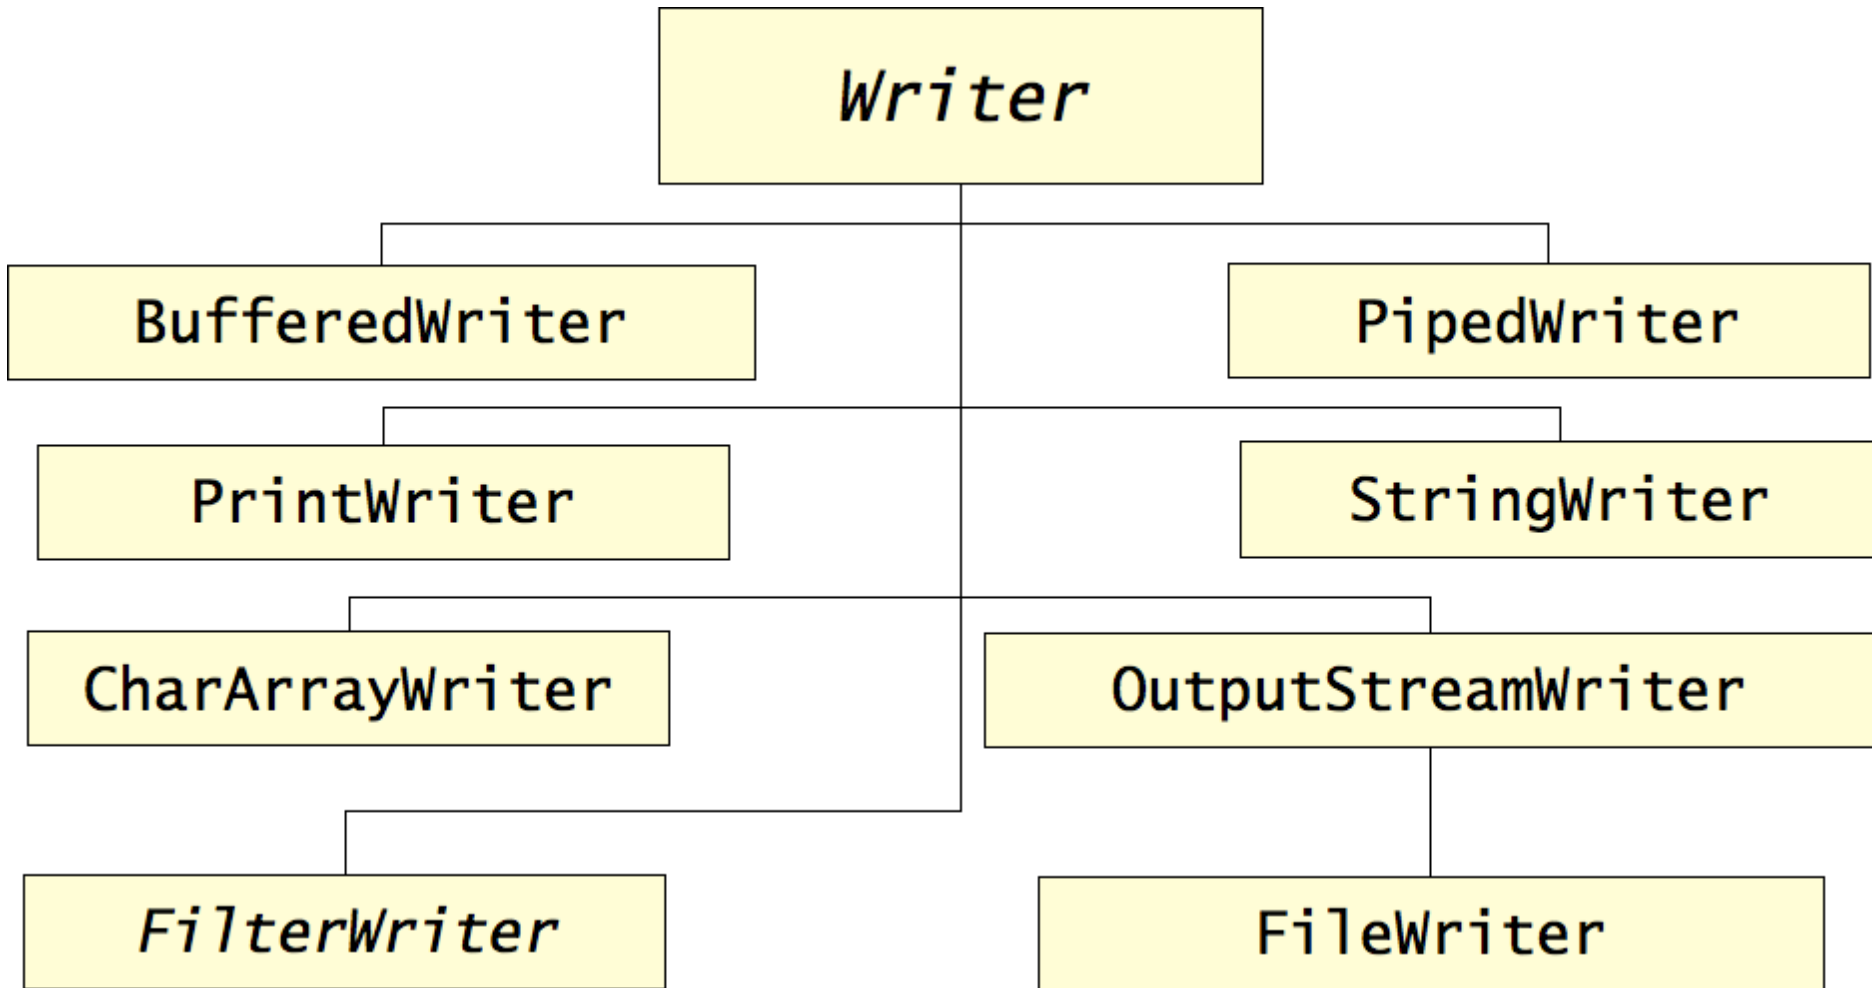 Writer
BufferedWriter
PipedWriter
PrintWriter
StringWriter
CharArrayWriter
OutputStreamWriter
FilterWriter
FileWriter